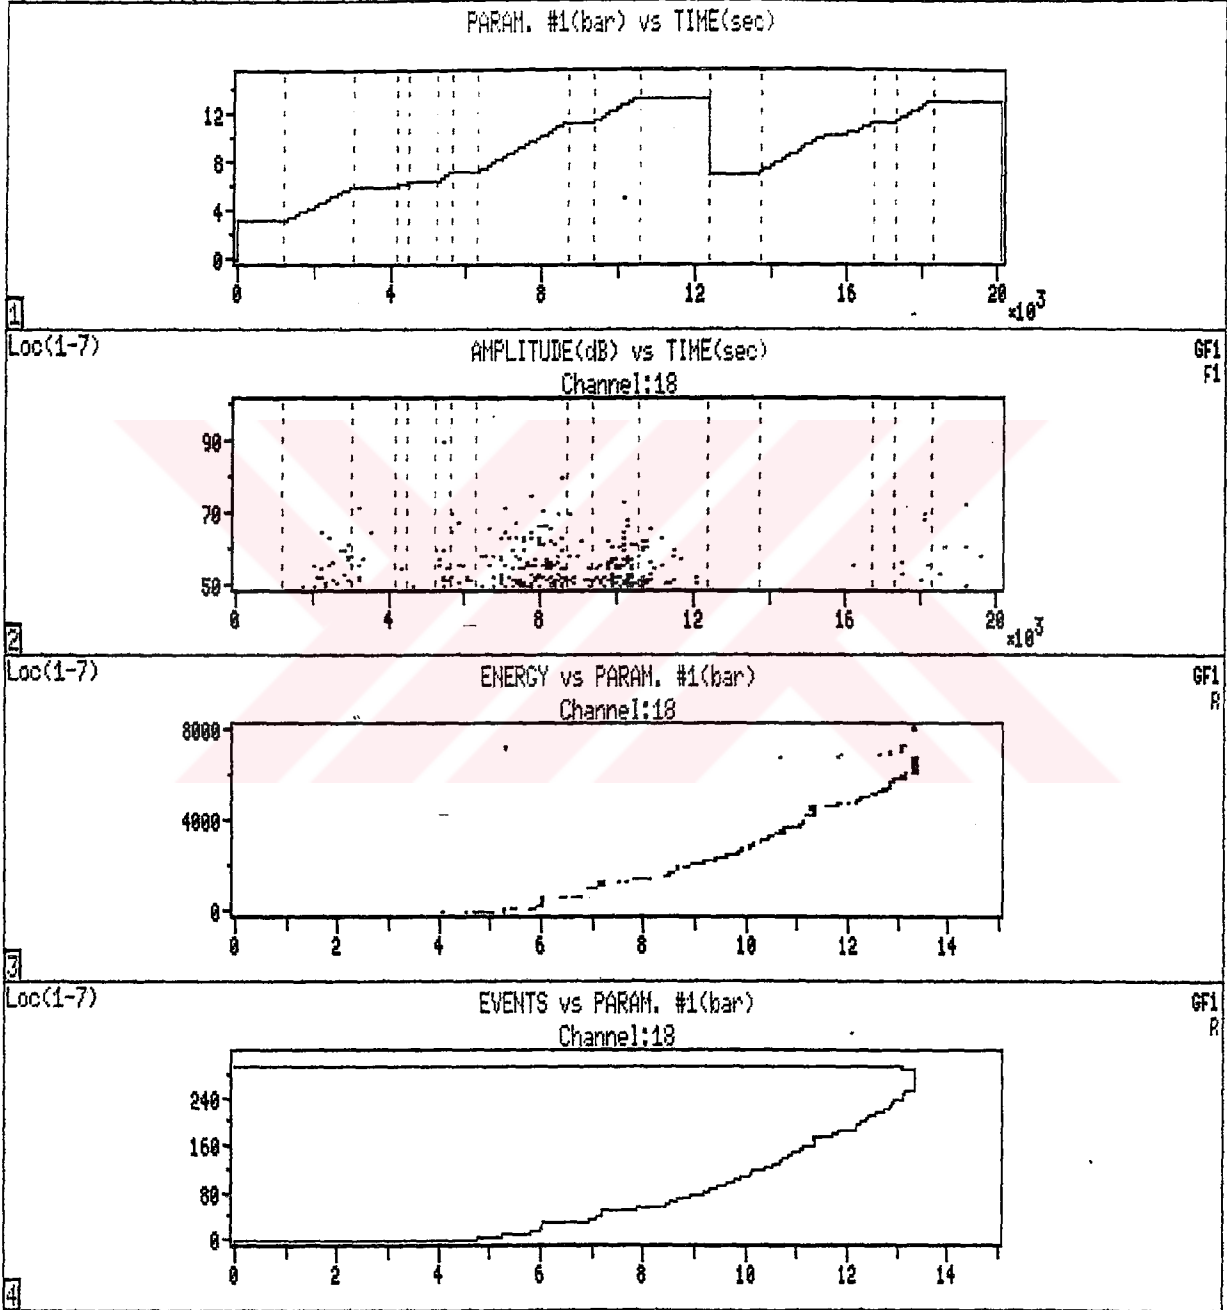 PARAM. #1(bar) vs TIME(sec)
12
8
4
0
0 4 8 12 16 20 ×10³
1
Loc(1-7)
AMPLITUDE(dB) vs TIME(sec)
GF1
Channel:18
F1
90
70
50
0 4 8 12 16 20 ×10³
2
Loc(1-7)
ENERGY vs PARAM. #1(bar)
GF1
Channel:18
R
8000
4000
0
0 2 4 6 8 10 12 14
3
Loc(1-7)
EVENTS vs PARAM. #1(bar)
GF1
Channel:18
R
240
160
80
0
0 2 4 6 8 10 12 14
4